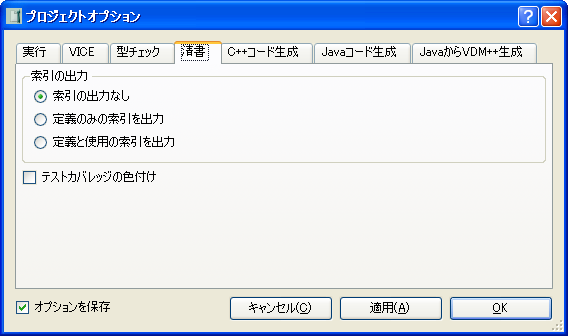 プロジェクトオプション
実行 VICE 型チェック 清書 C++コード生成 Javaコード生成 JavaからVDM++生成
索引の出力
索引の出力なし
定義のみの索引を出力
定義と使用の索引を出力
テストカバレッジの色付け
オプションを保存 キャンセル(C) 適用(A) OK